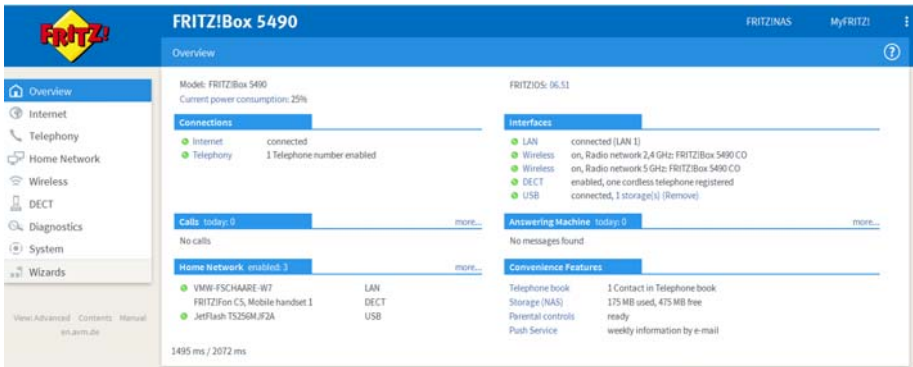 FRITZ!
FRITZ!Box 5490
FRITZ!NAS
MyFRITZ!
Overview
Overview
Internet
Telephony
Home Network
Wireless
DECT
Diagnostics
System
Wizards
View: Advanced Contents Manual
en.avm.de
Model: FRITZ!Box 5490
Current power consumption: 25%
FRITZ!OS: 06.51
Connections
Internet connected
Telephony 1 Telephone number enabled
Interfaces
LAN connected (LAN 1)
Wireless on, Radio network 2,4 GHz: FRITZ!Box 5490 CO
Wireless on, Radio network 5 GHz: FRITZ!Box 5490 CO
DECT enabled, one cordless telephone registered
USB connected, 1 storage(s) (Remove)
Calls today: 0 more...
No calls
Answering Machine today: 0 more...
No messages found
Home Network enabled: 3 more...
VMW-FSCHAARE-W7 LAN
FRITZ!Fon C5, Mobile handset 1 DECT
JetFlash TS256MJF2A USB
Convenience Features
Telephone book 1 Contact in Telephone book
Storage (NAS) 175 MB used, 475 MB free
Parental controls ready
Push Service weekly information by e-mail
1495 ms / 2072 ms